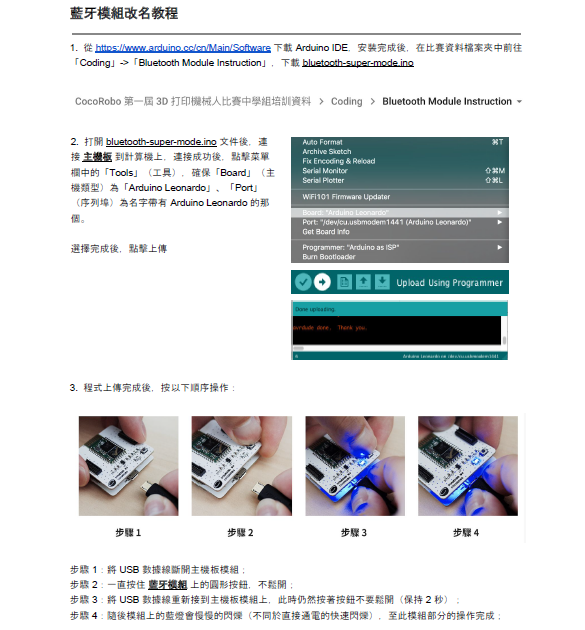 藍牙模組改名教程
1. 從 https://www.arduino.cc/cn/Main/Software 下載 Arduino IDE，安裝完成後，在比賽資料檔案夾中前往
「Coding」->「Bluetooth Module Instruction」，下載 bluetooth-super-mode.ino
CocoRobo 第一屆 3D 打印機械人比賽中學組培訓資料 > Coding > Bluetooth Module Instruction
2. 打開 bluetooth-super-mode.ino 文件後，連
接 主機板 到計算機上，連接成功後，點擊菜單
欄中的「Tools」（工具），確保「Board」（主
機類型）為「Arduino Leonardo」、「Port」
（序列埠）為名字帶有 Arduino Leonardo 的那
個。
選擇完成後，點擊上傳
Auto Format ⌘T
Archive Sketch
Fix Encoding & Reload
Serial Monitor ⇧⌘M
Serial Plotter ⇧⌘L
WiFi101 Firmware Updater
Board: "Arduino Leonardo"
Port: "/dev/cu.usbmodem1441 (Arduino Leonardo)"
Get Board Info
Programmer: "Arduino as ISP"
Burn Bootloader
Upload Using Programmer
Done uploading.
avrdude done. Thank you.
Arduino Leonardo on /dev/cu.usbmodem1441
3. 程式上傳完成後，按以下順序操作：
步驟 1
步驟 2
步驟 3
步驟 4
步驟 1：將 USB 數據線斷開主機板模組；
步驟 2：一直按住 藍牙模組 上的圓形按鈕，不鬆開；
步驟 3：將 USB 數據線重新接到主機板模組上，此時仍然按著按鈕不要鬆開（保持 2 秒）；
步驟 4：隨後模組上的藍燈會慢慢的閃爍（不同於直接通電的快速閃爍），至此模組部分的操作完成；